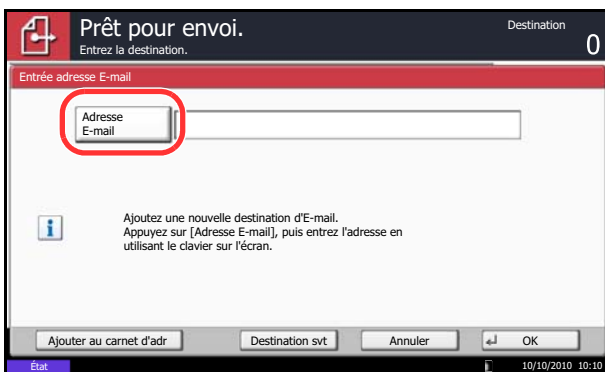 Prêt pour envoi.
Entrez la destination.
Destination
0
Entrée adresse E-mail
Adresse
E-mail
Ajoutez une nouvelle destination d'E-mail.
Appuyez sur [Adresse E-mail], puis entrez l'adresse en
utilisant le clavier sur l'écran.
Ajouter au carnet d'adr
Destination svt
Annuler
OK
État
10/10/2010 10:10